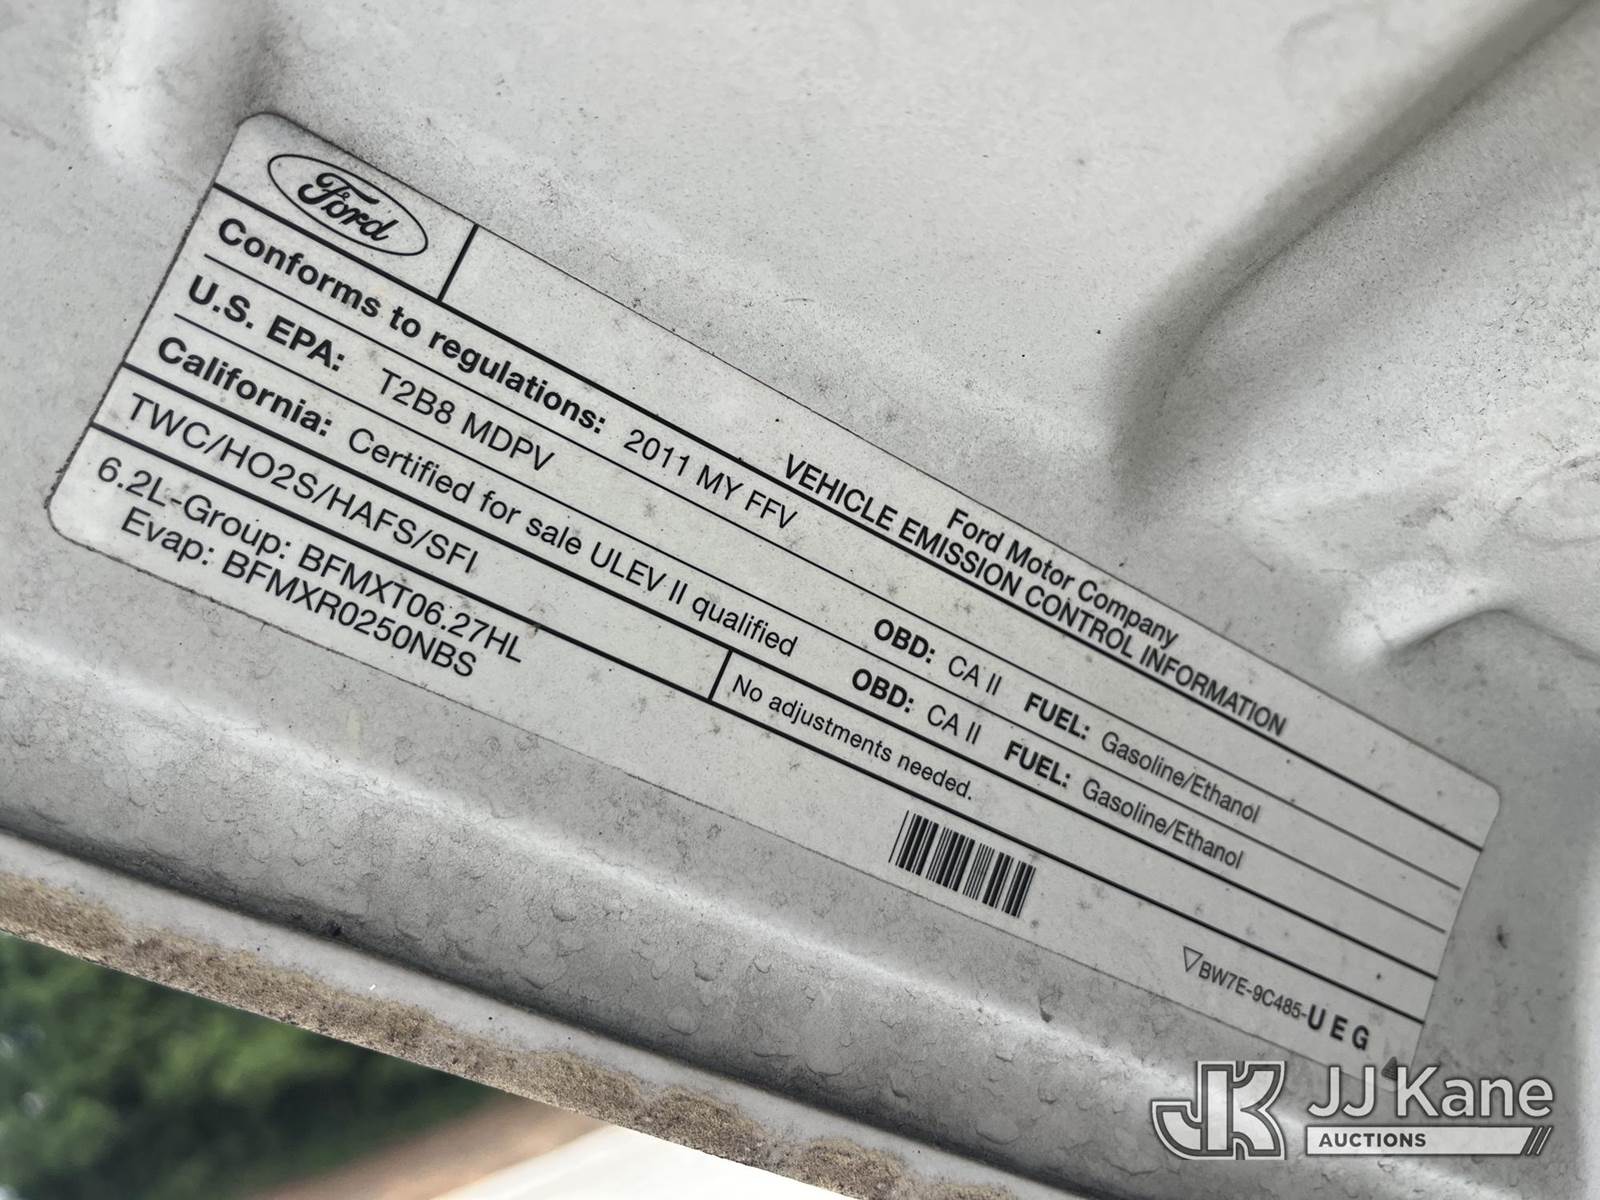 Ford
Ford Motor Company
VEHICLE EMISSION CONTROL INFORMATION
Conforms to regulations: 2011 MY FFV
U.S. EPA: T2B8 MDPV OBD: CA II FUEL: Gasoline/Ethanol
California: Certified for sale ULEV II qualified OBD: CA II FUEL: Gasoline/Ethanol
TWC/HO2S/HAFS/SFI No adjustments needed.
6.2L-Group: BFMXT06.27HL
Evap: BFMXR0250NBS
BW7E-9C485-U E G
JK JJ Kane
AUCTIONS